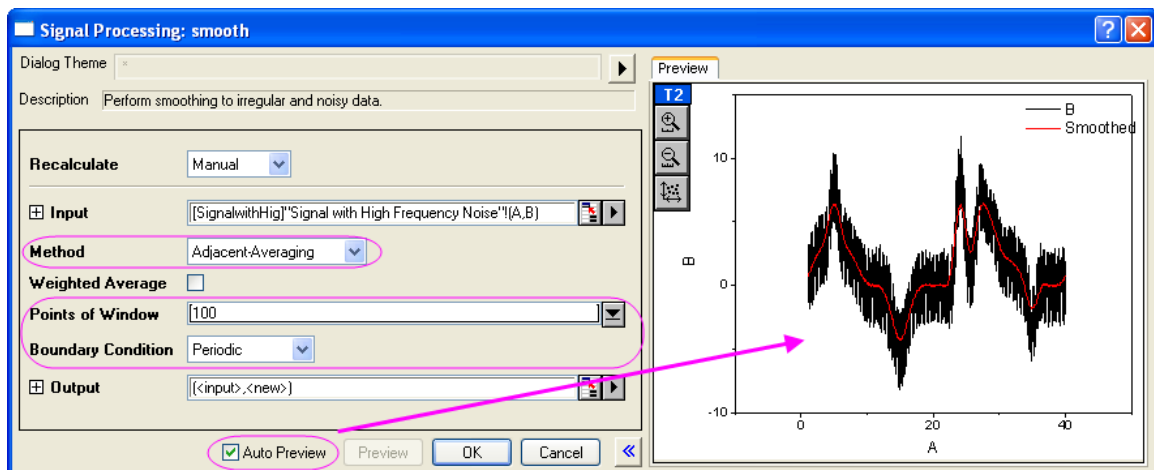 Signal Processing: smooth
Dialog Theme *
Description Perform smoothing to irregular and noisy data.
Recalculate Manual
Input [SignalwithHig]"Signal with High Frequency Noise"!(A,B)
Method Adjacent-Averaging
Weighted Average
Points of Window 100
Boundary Condition Periodic
Output (<input>,<new>)
Auto Preview Preview OK Cancel
Preview
T2
B
Smoothed
10
0
-10
B
0 20 40
A